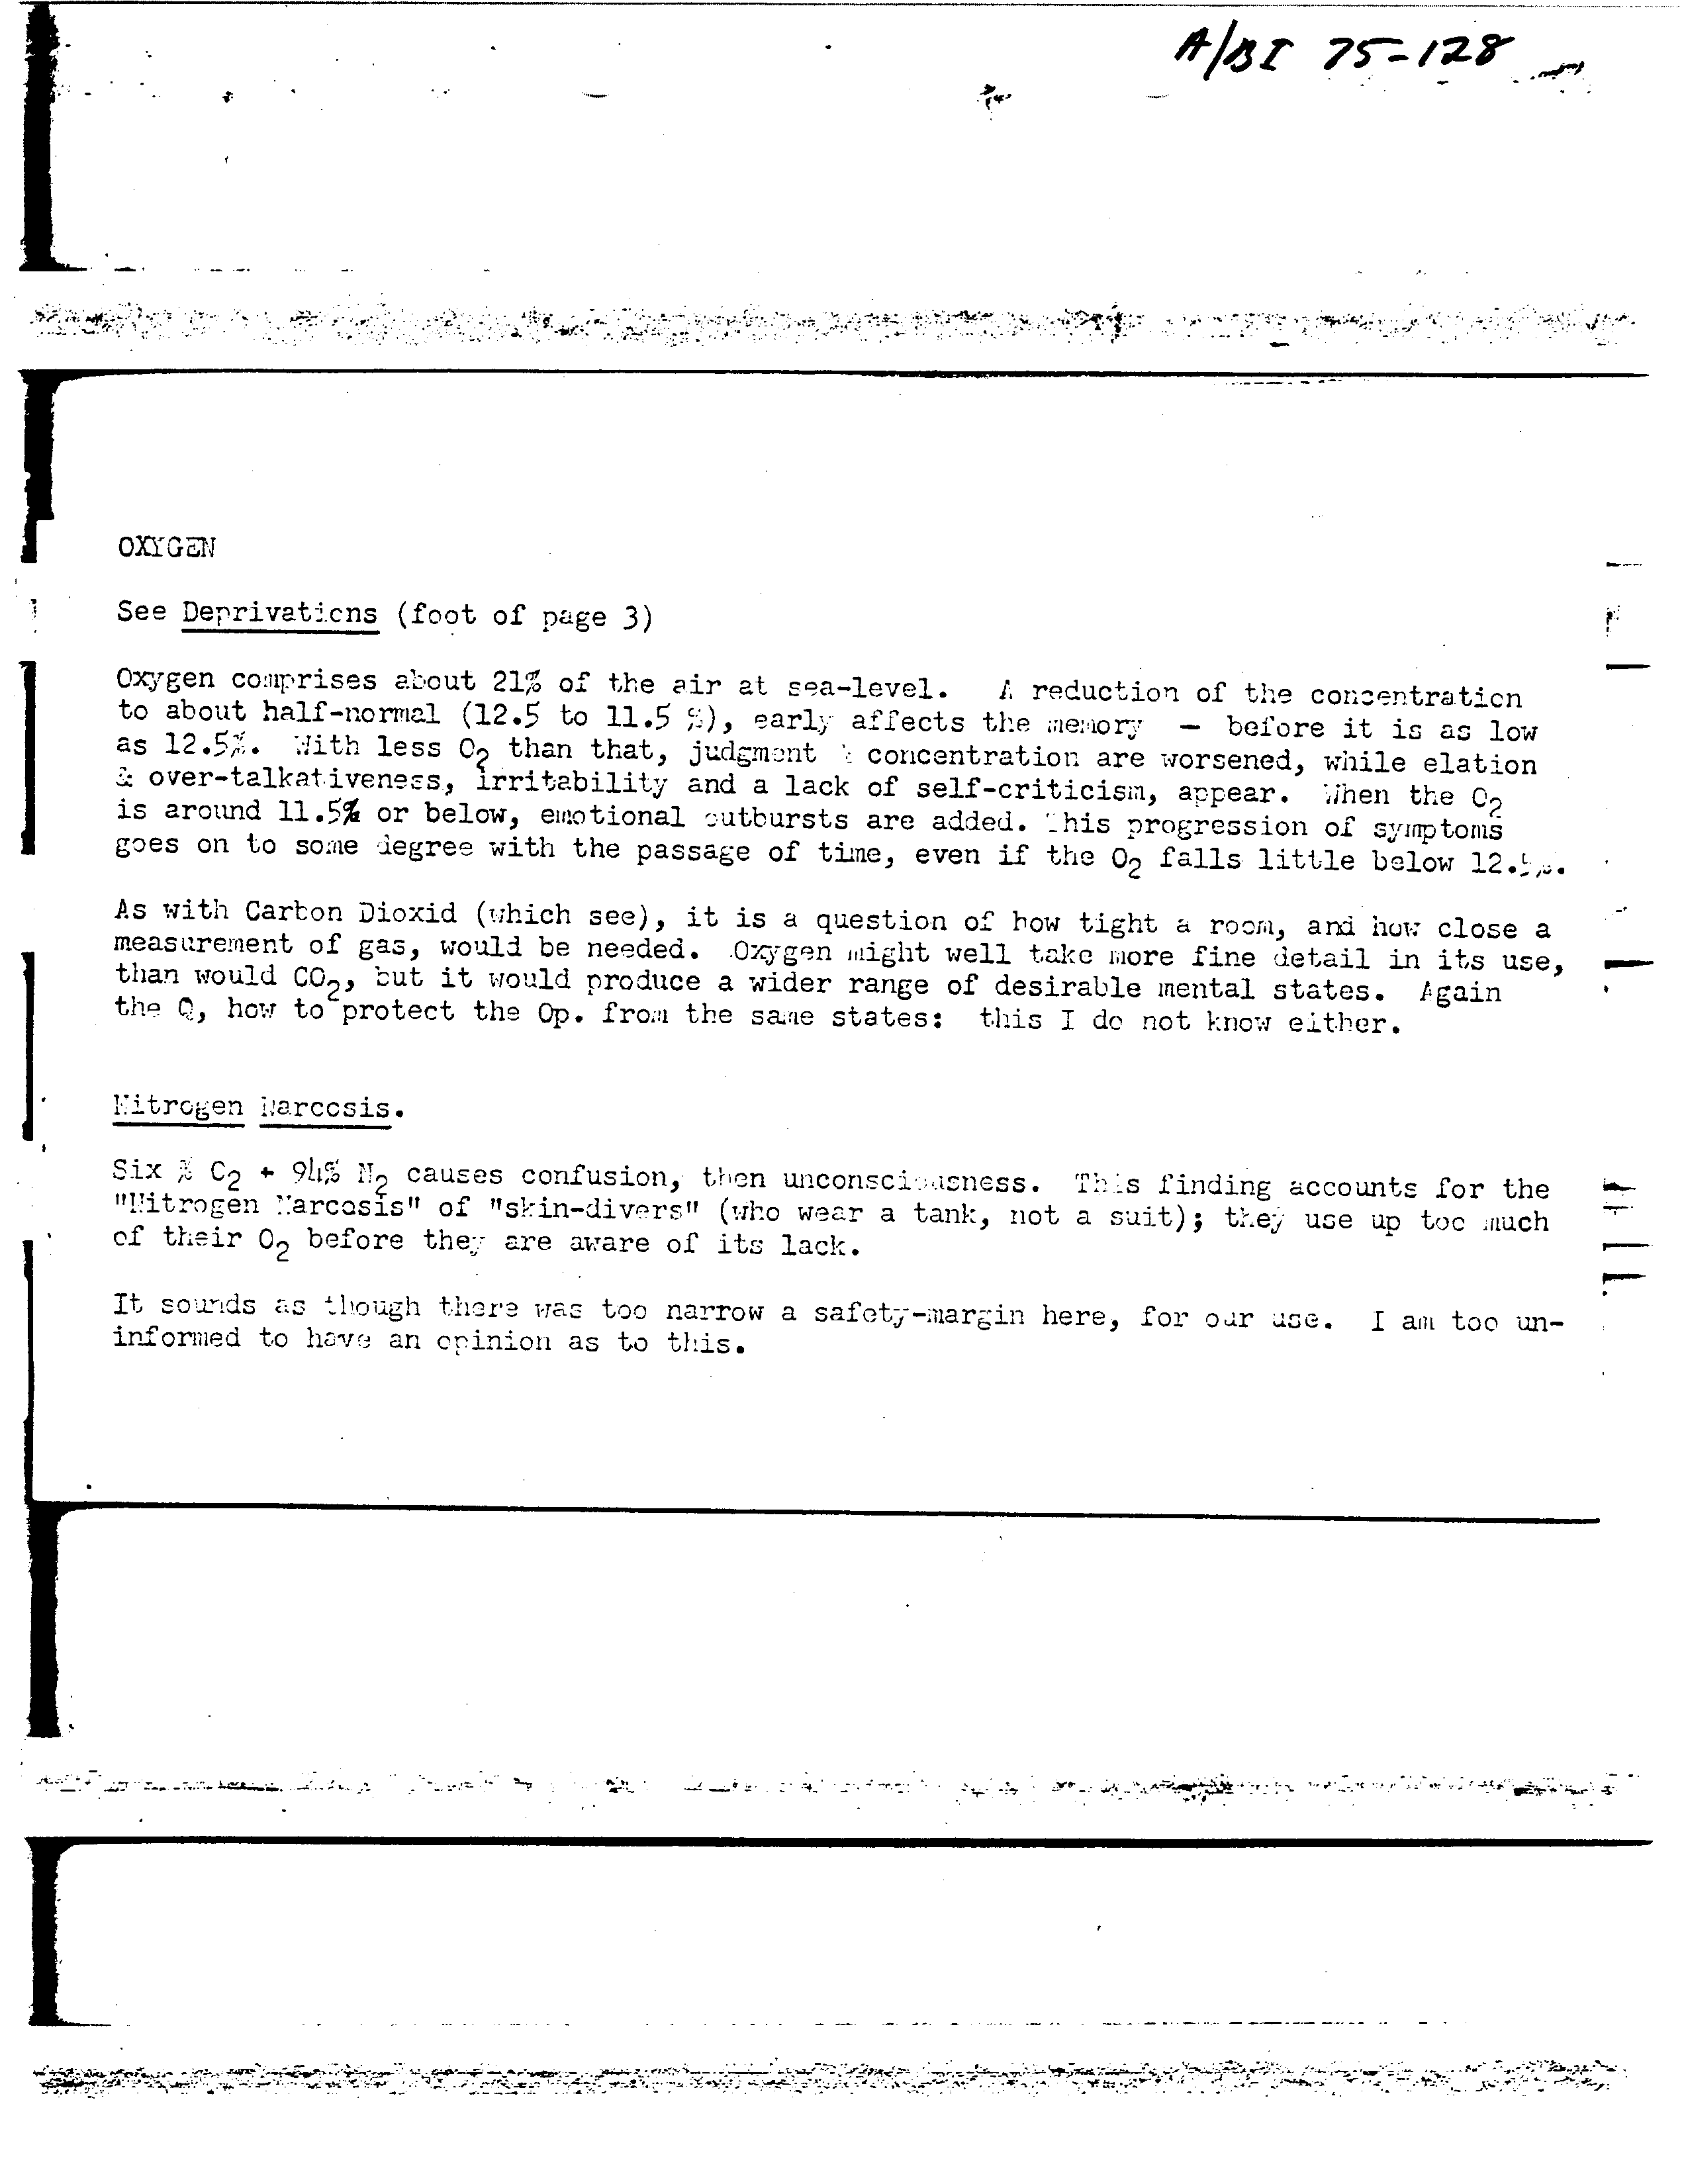 A/BI 75-128
OXYGEN
See Deprivations (foot of page 3)
Oxygen comprises about 21% of the air at sea-level. A reduction of the concentration
to about half-normal (12.5 to 11.5 %), early affects the memory — before it is as low
as 12.5%. With less O2 than that, judgment & concentration are worsened, while elation
& over-talkativeness, irritability and a lack of self-criticism, appear. When the O2
is around 11.5% or below, emotional outbursts are added. This progression of symptoms
goes on to some degree with the passage of time, even if the O2 falls little below 12.5%.
As with Carbon Dioxid (which see), it is a question of how tight a room, and how close a
measurement of gas, would be needed. Oxygen might well take more fine detail in its use,
than would CO2, but it would produce a wider range of desirable mental states. Again
the Q, how to protect the Op. from the same states: this I do not know either.
Nitrogen Narcosis.
Six % O2 + 94% N2 causes confusion, then unconsciousness. This finding accounts for the
"Nitrogen Narcosis" of "skin-divers" (who wear a tank, not a suit); they use up too much
of their O2 before they are aware of its lack.
It sounds as though there was too narrow a safety-margin here, for our use. I am too un-
informed to have an opinion as to this.